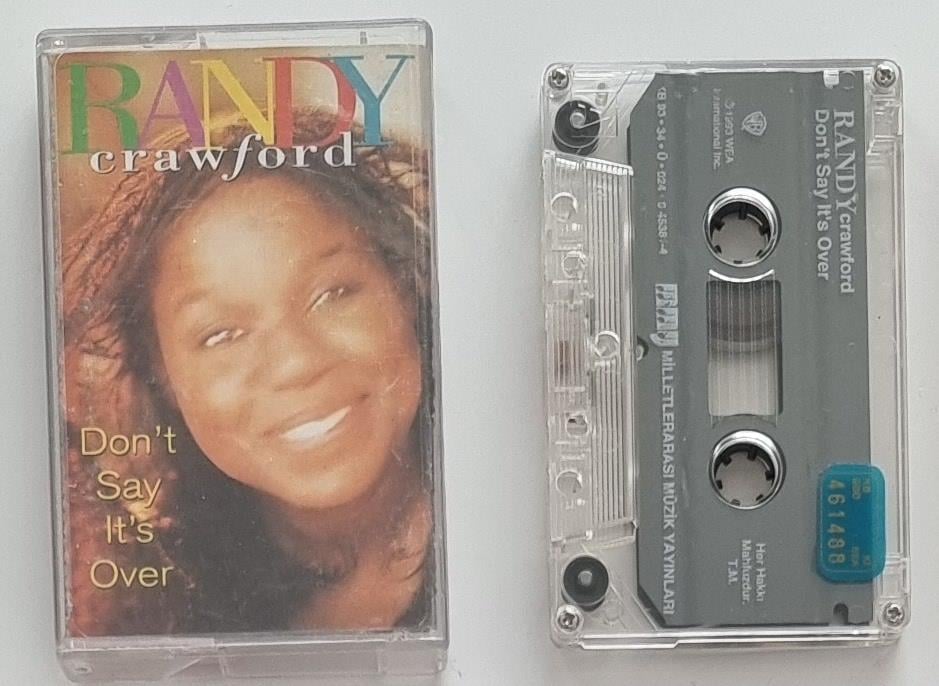 RANDY
crawford
Don't
Say
It's
Over
RANDY crawford
Don't Say It's Over
WB
℗ 1993 WEA
International Inc.
MİLLETLERARASI MÜZİK YAYINLARI
Her Hakkı
Mahfuzdur.
T.M.
461488